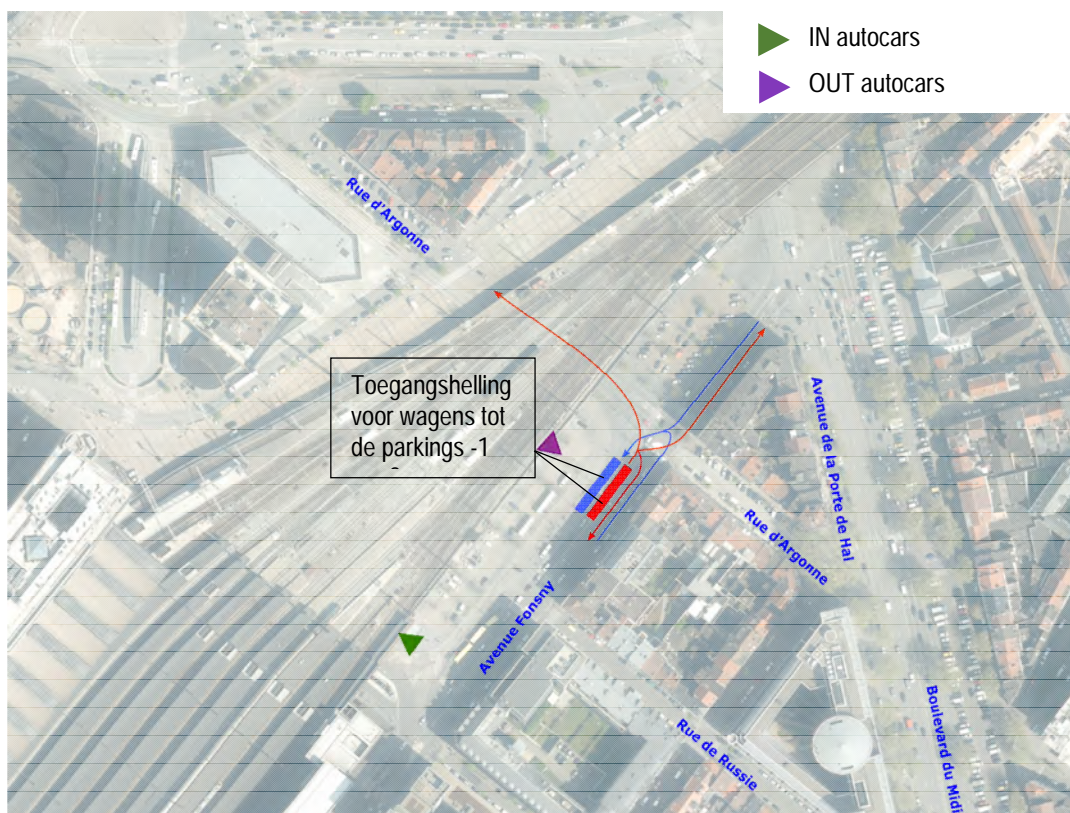 IN autocars
OUT autocars
Rue d'Argonne
Toegangshelling
voor wagens tot
de parkings -1
Avenue de la Porte de Hal
Rue d'Argonne
Avenue Fonsny
Rue de Russie
Boulevard du Midi